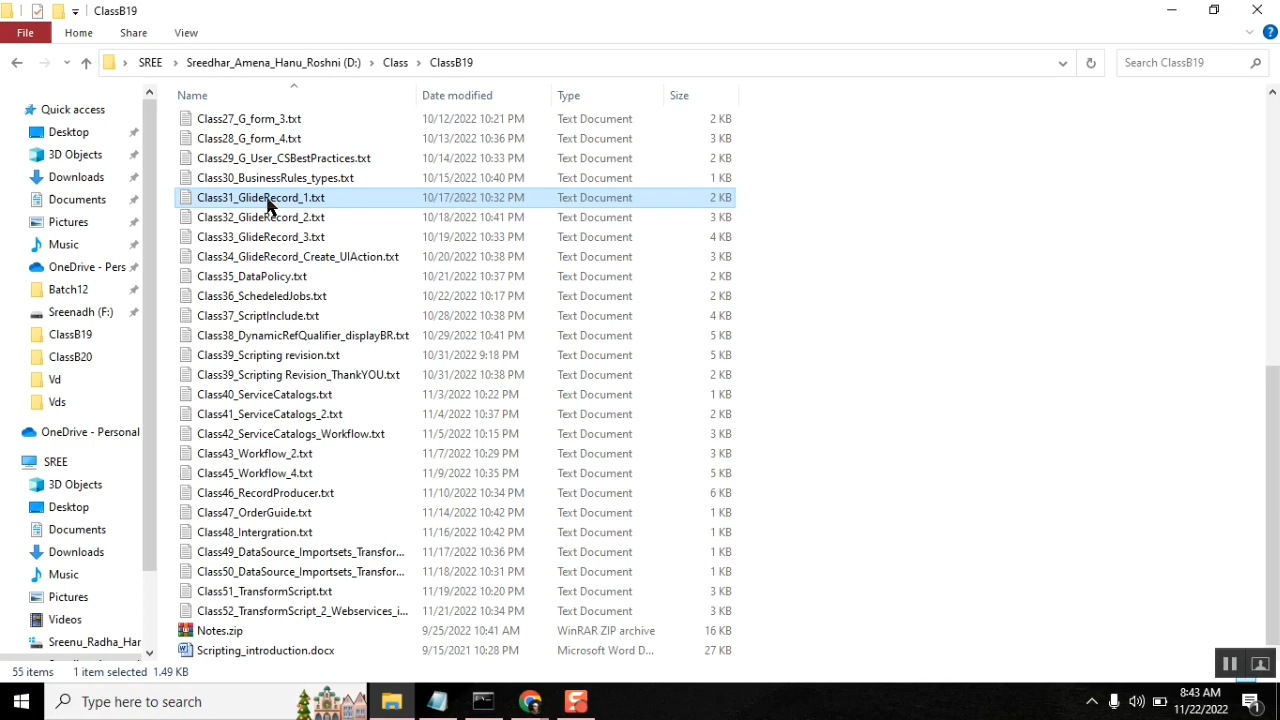 ClassB19
File Home Share View
SREE Sreedhar_Amena_Hanu_Roshni (D:) Class ClassB19 Search ClassB19
Name Date modified Type Size
Quick access
Desktop
3D Objects
Downloads
Documents
Pictures
Music
OneDrive - Pers
Batch12
Sreenadh (F:)
ClassB19
ClassB20
Vd
Vds
OneDrive - Personal
SREE
3D Objects
Desktop
Documents
Downloads
Music
Pictures
Videos
Sreenu_Radha_Har
Class27_G_form_3.txt 10/12/2022 10:21 PM Text Document 2 KB
Class28_G_form_4.txt 10/13/2022 10:36 PM Text Document 3 KB
Class29_G_User_CSBestPractices.txt 10/14/2022 10:33 PM Text Document 2 KB
Class30_BusinessRules_types.txt 10/15/2022 10:40 PM Text Document 1 KB
Class31_GlideRecord_1.txt 10/17/2022 10:32 PM Text Document 2 KB
Class32_GlideRecord_2.txt 10/18/2022 10:41 PM Text Document 3 KB
Class33_GlideRecord_3.txt 10/19/2022 10:33 PM Text Document 4 KB
Class34_GlideRecord_Create_UIAction.txt 10/20/2022 10:38 PM Text Document 3 KB
Class35_DataPolicy.txt 10/21/2022 10:37 PM Text Document 2 KB
Class36_SchedeledJobs.txt 10/22/2022 10:17 PM Text Document 2 KB
Class37_ScriptInclude.txt 10/28/2022 10:38 PM Text Document 4 KB
Class38_DynamicRefQualifier_displayBR.txt 10/29/2022 10:41 PM Text Document 5 KB
Class39_Scripting revision.txt 10/31/2022 9:18 PM Text Document 5 KB
Class39_Scripting Revision_ThankYOU.txt 10/31/2022 10:38 PM Text Document 2 KB
Class40_ServiceCatalogs.txt 11/3/2022 10:22 PM Text Document 1 KB
Class41_ServiceCatalogs_2.txt 11/4/2022 10:37 PM Text Document 2 KB
Class42_ServiceCatalogs_Workflow.txt 11/5/2022 10:15 PM Text Document 3 KB
Class43_Workflow_2.txt 11/7/2022 10:29 PM Text Document 3 KB
Class45_Workflow_4.txt 11/9/2022 10:35 PM Text Document 5 KB
Class46_RecordProducer.txt 11/10/2022 10:34 PM Text Document 6 KB
Class47_OrderGuide.txt 11/14/2022 10:42 PM Text Document 1 KB
Class48_Intergration.txt 11/16/2022 10:42 PM Text Document 1 KB
Class49_DataSource_Importsets_Transfor... 11/17/2022 10:36 PM Text Document 1 KB
Class50_DataSource_Importsets_Transfor... 11/18/2022 10:31 PM Text Document 1 KB
Class51_TransformScript.txt 11/19/2022 10:20 PM Text Document 3 KB
Class52_TransformScript_2_Webservices_i... 11/21/2022 10:34 PM Text Document 3 KB
Notes.zip 9/25/2022 10:41 AM WinRAR ZIP archive 16 KB
Scripting_introduction.docx 9/15/2021 10:28 PM Microsoft Word D... 27 KB
55 items 1 item selected 1.49 KB
Type here to search
8:43 AM
11/22/2022
1